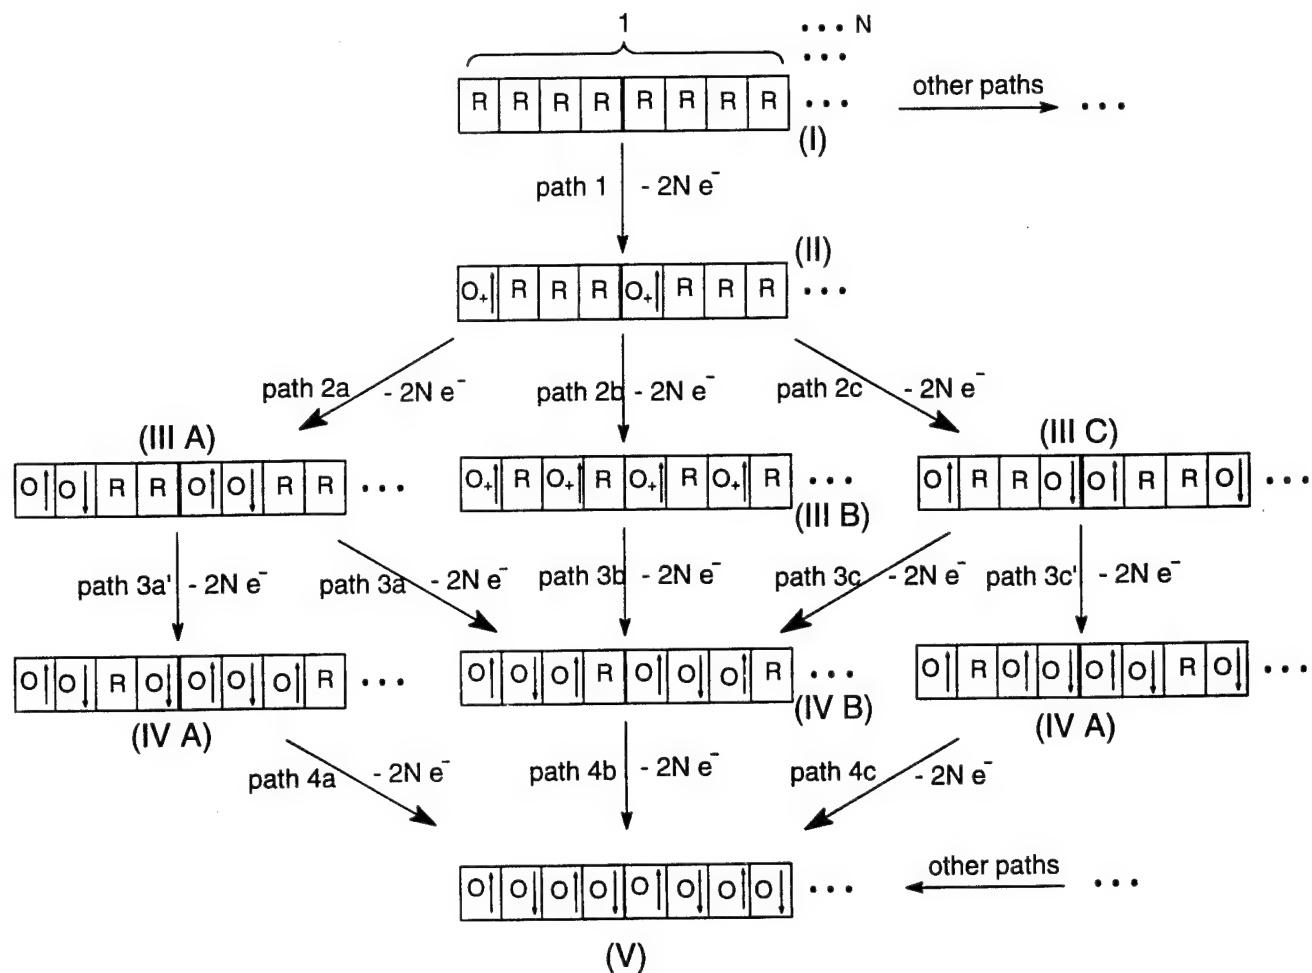 1
• • • N
• • •
R R R R R R R R • • •
other paths • • •
(I)
path 1 - 2N e⁻
(II)
O₊↑ R R R O₊↑ R R R • • •
path 2a - 2N e⁻ path 2b - 2N e⁻ path 2c - 2N e⁻
(III A) (III C)
O↑ O↓ R R O↑ O↓ R R • • •
O₊↑ R O₊↑ R O₊↑ R O₊↑ R • • •
O↑ R R O↓ O↑ R R O↓ • • •
(III B)
path 3a' - 2N e⁻ path 3a - 2N e⁻ path 3b - 2N e⁻ path 3c - 2N e⁻ path 3c' - 2N e⁻
O↑ O↓ R O↓ O↑ O↓ O↑ R • • •
O↑ O↓ O↑ R O↑ O↓ O↑ R • • •
O↑ R O↑ O↓ O↑ O↓ R O↓ • • •
(IV A) (IV B) (IV A)
path 4a - 2N e⁻ path 4b - 2N e⁻ path 4c - 2N e⁻
O↑ O↓ O↑ O↓ O↑ O↓ O↑ O↓ • • •
other paths • • •
(V)